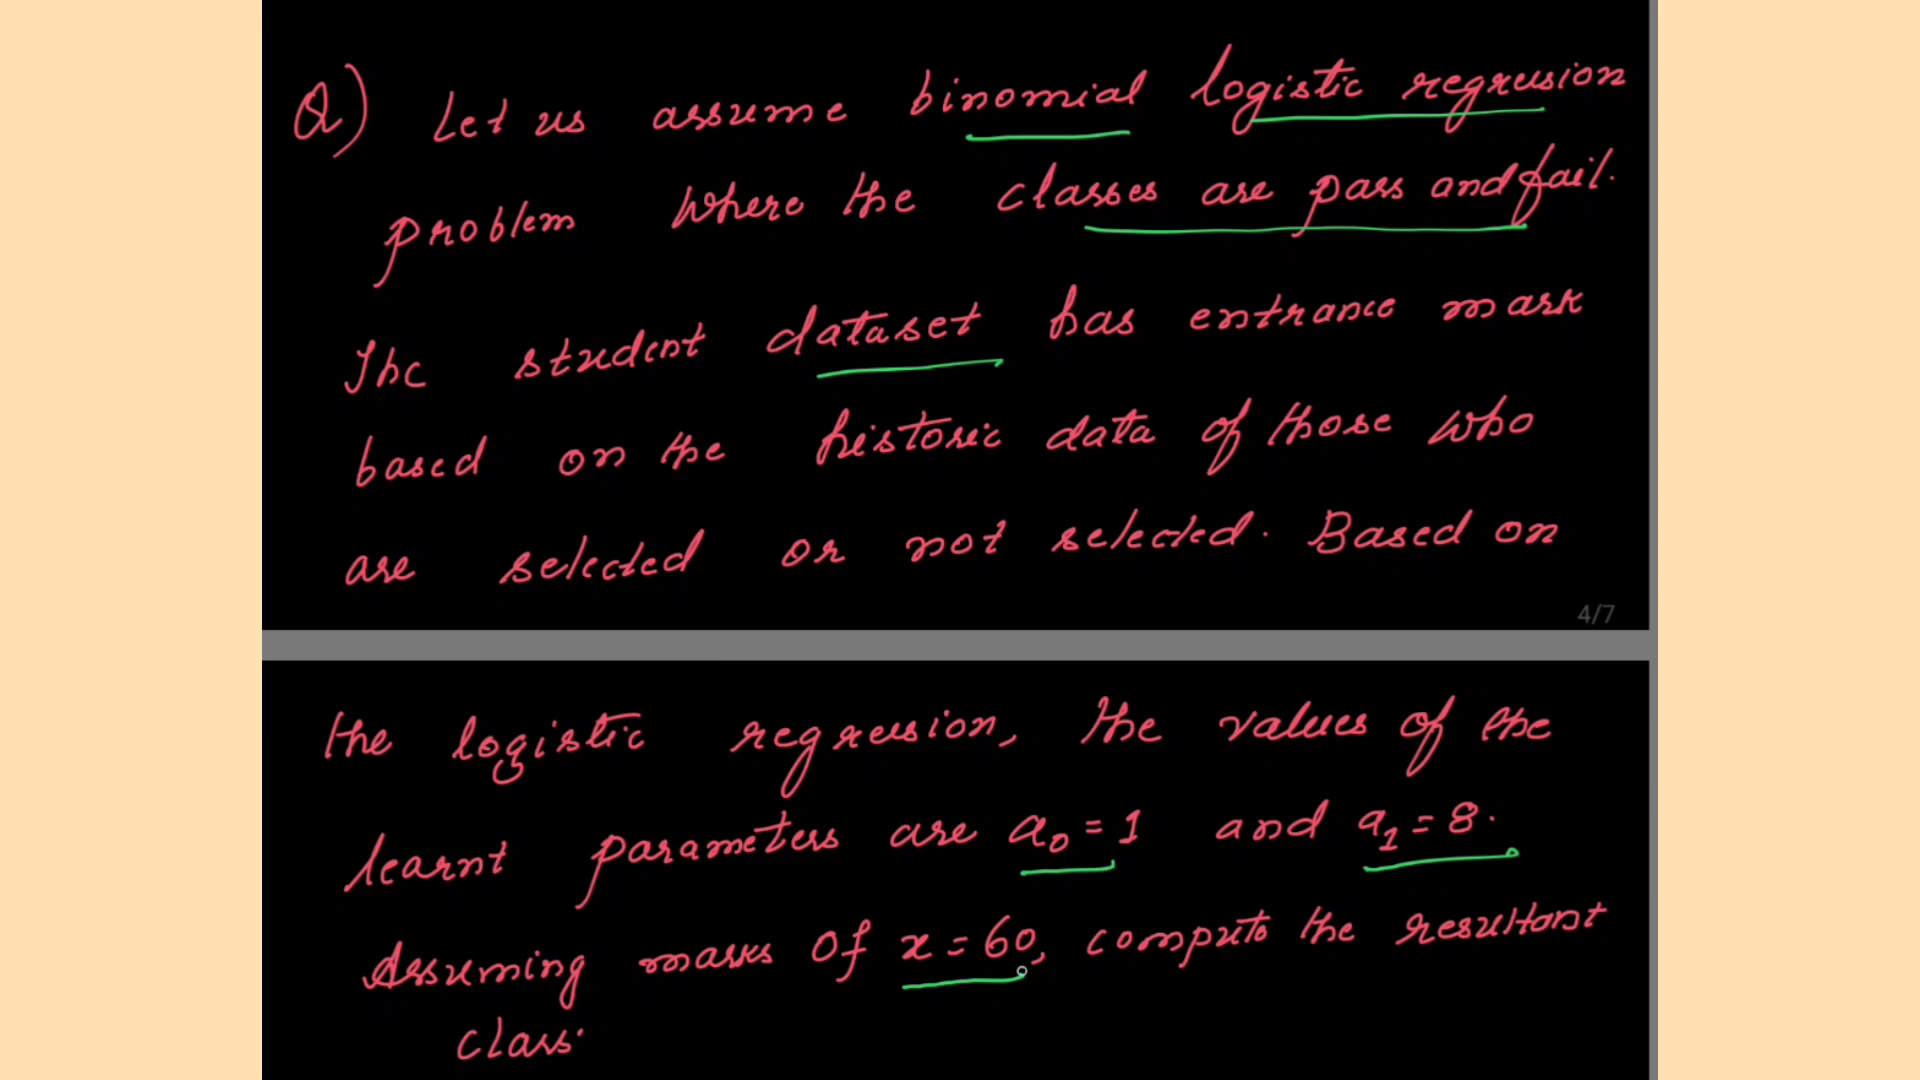 Q) Let us assume binomial logistic regression
problem where the classes are pass and fail.
The student dataset has entrance mark
based on the historic data of those who
are selected or not selected. Based on
4/7
the logistic regression, the values of the
learnt parameters are a₀ = 1 and a₁ = 8.
Assuming marks of x = 60, compute the resultant
class.